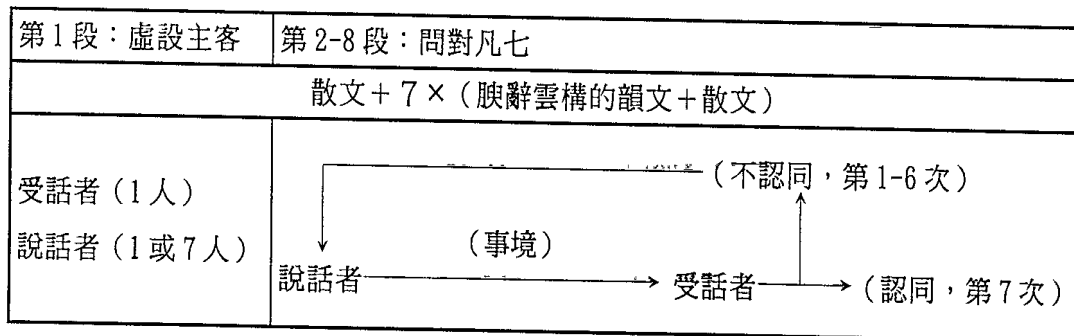 第1段：虛設主客
第2-8段：問對凡七
散文＋7×（腴辭雲構的韻文＋散文）
受話者（1人）
說話者（1或7人）
（不認同，第1-6次）
（事境）
說話者
受話者
（認同，第7次）